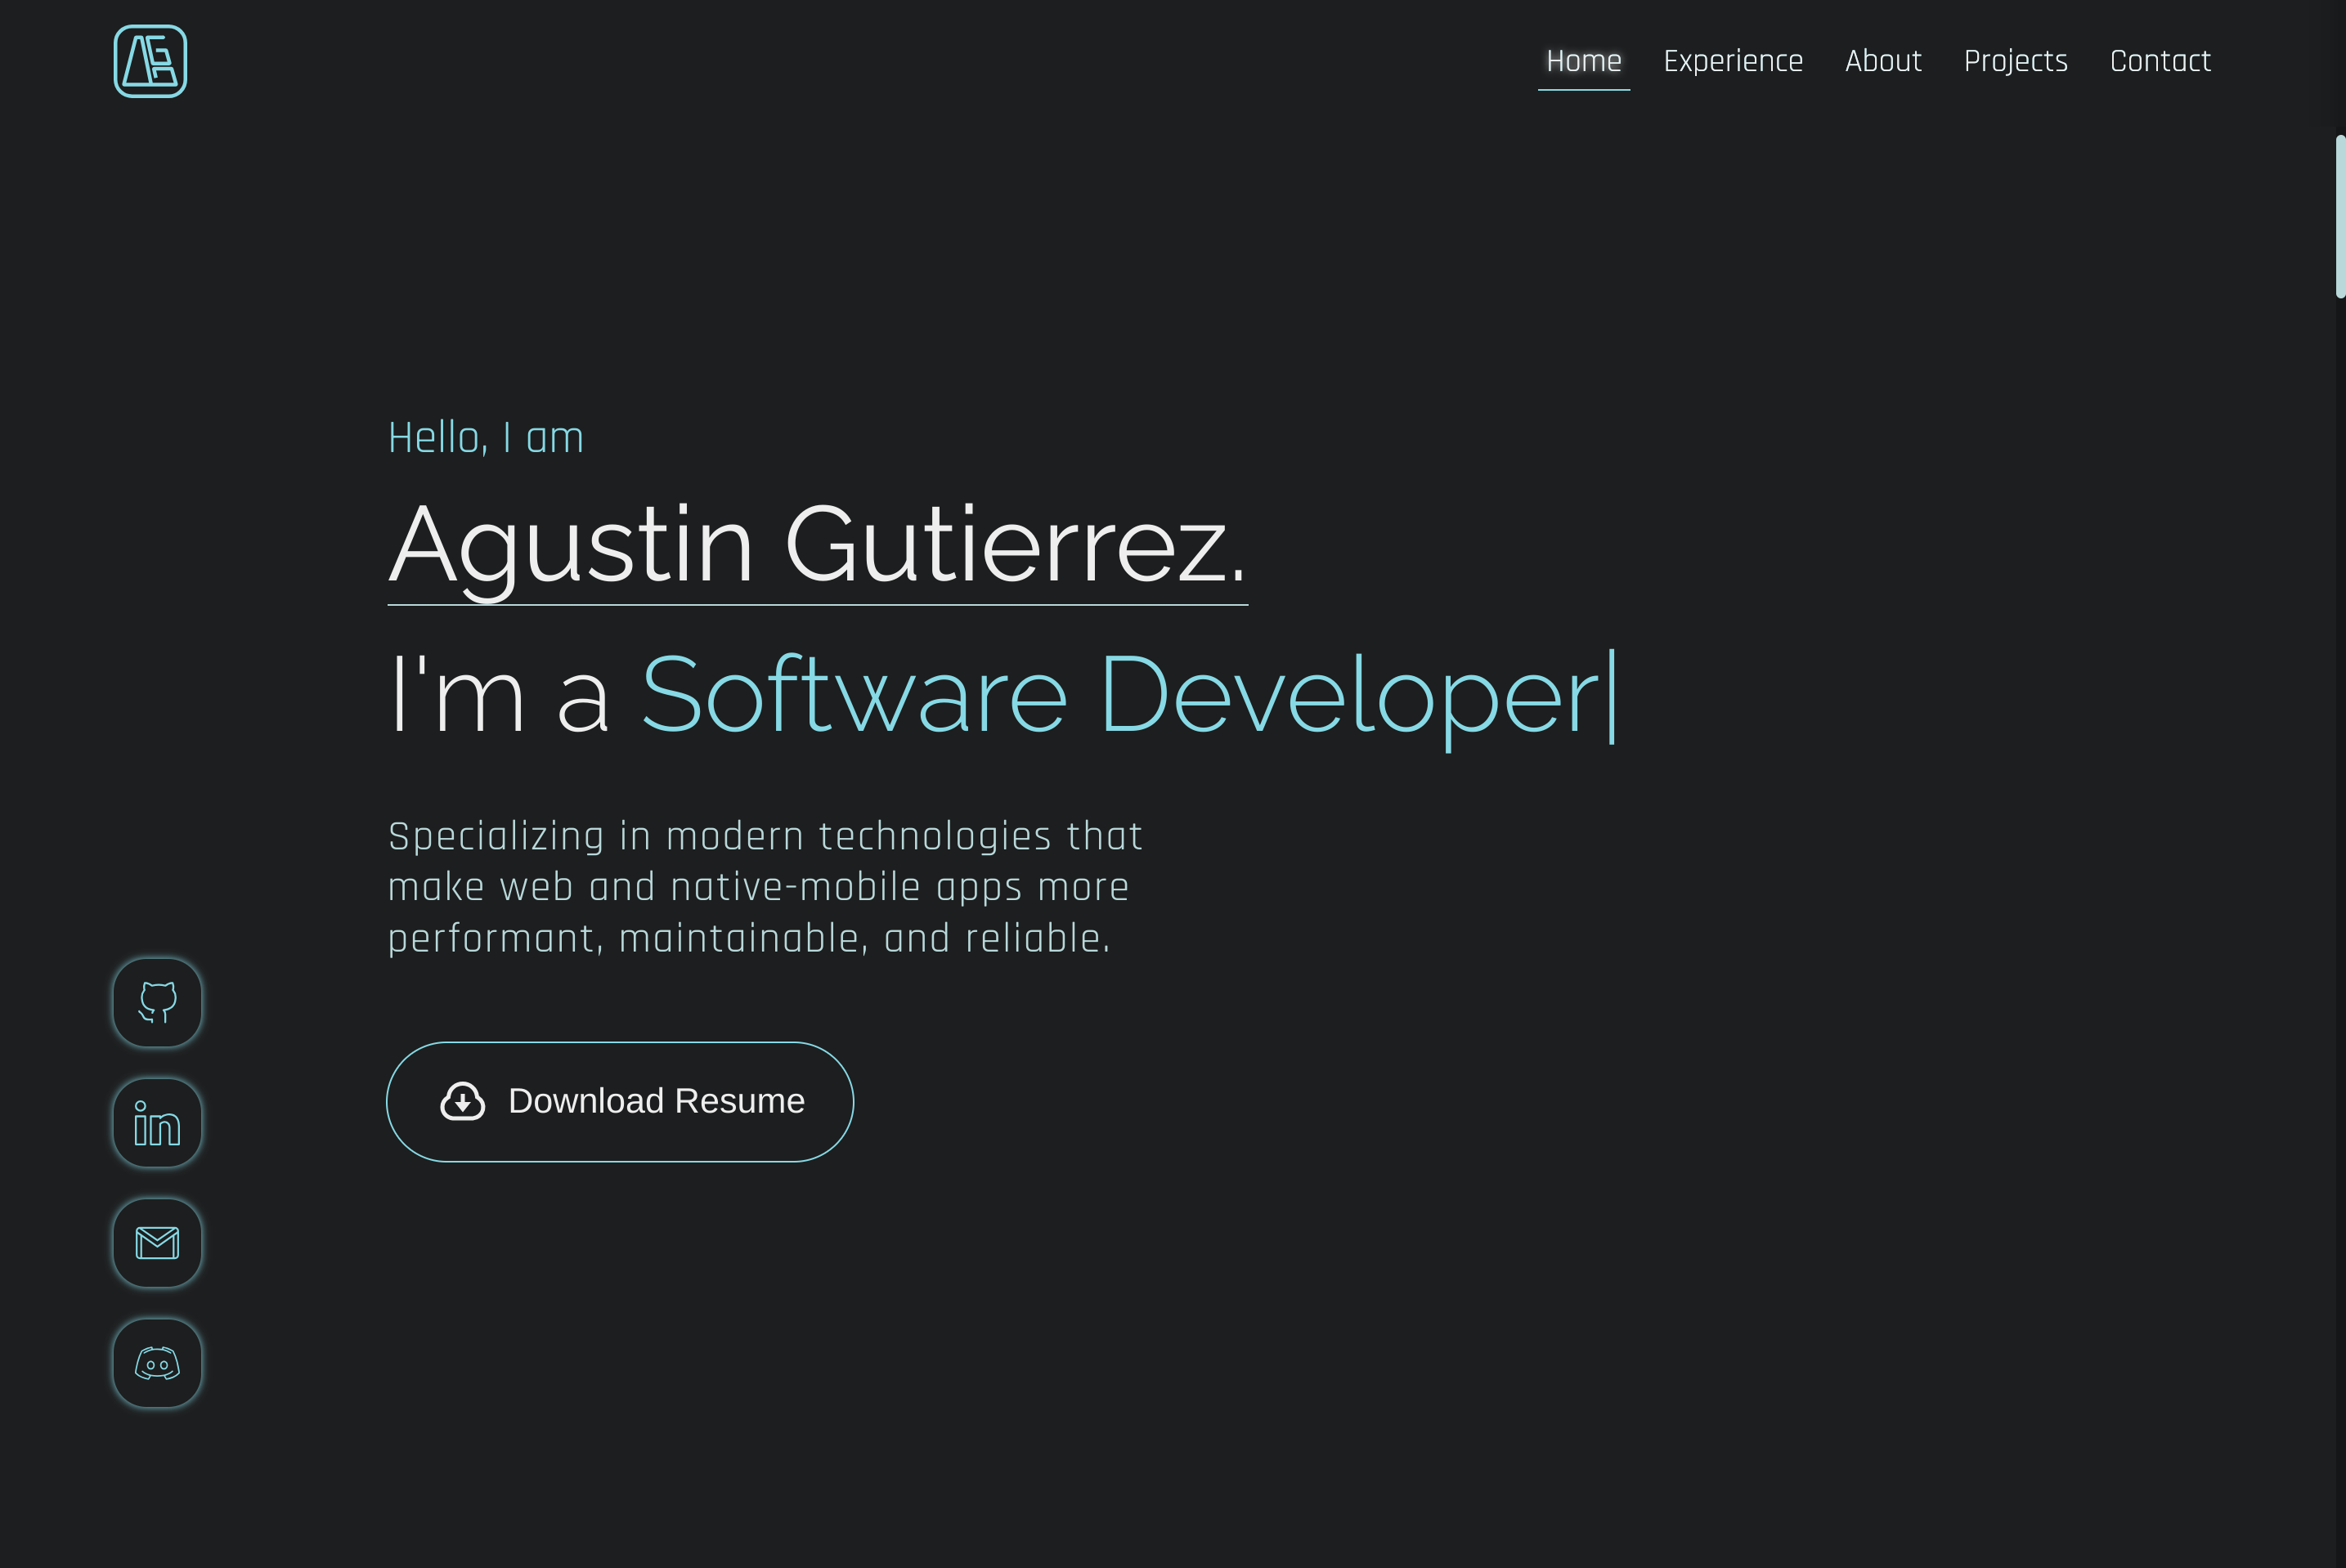 Home Experience About Projects Contact
Hello, I am
Agustin Gutierrez.
I'm a Software Developer|
Specializing in modern technologies that
make web and native-mobile apps more
performant, maintainable, and reliable.
Download Resume